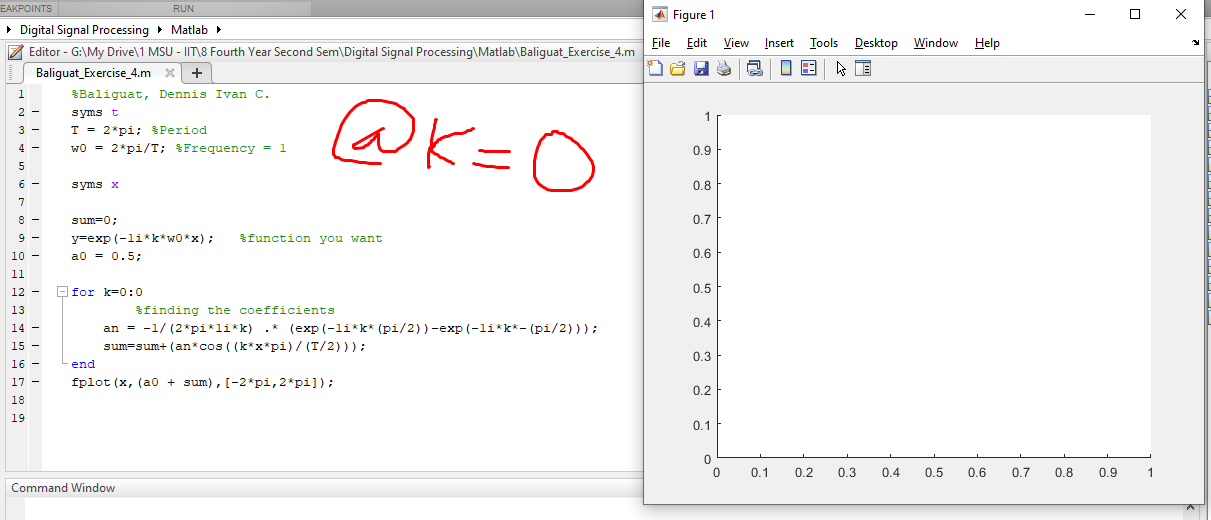 EAKPOINTS
RUN
Digital Signal Processing Matlab
Editor - G:\My Drive\1 MSU - IIT\8 Fourth Year Second Sem\Digital Signal Processing\Matlab\Baliguat_Exercise_4.m
Baliguat_Exercise_4.m
1 %Baliguat, Dennis Ivan C.
2 syms t
3 T = 2*pi; %Period
4 w0 = 2*pi/T; %Frequency = 1
5
6 syms x
7
8 sum=0;
9 y=exp(-1i*k*w0*x); %function you want
10 a0 = 0.5;
11
12 for k=0:0
13 %finding the coefficients
14 an = -1/(2*pi*1i*k) .* (exp(-1i*k*(pi/2))-exp(-1i*k*-(pi/2)));
15 sum=sum+(an*cos((k*x*pi)/(T/2)));
16 end
17 fplot(x,(a0 + sum),[-2*pi,2*pi]);
18
19
@ k = 0
Command Window
Figure 1
File Edit View Insert Tools Desktop Window Help
1
0.9
0.8
0.7
0.6
0.5
0.4
0.3
0.2
0.1
0
0 0.1 0.2 0.3 0.4 0.5 0.6 0.7 0.8 0.9 1